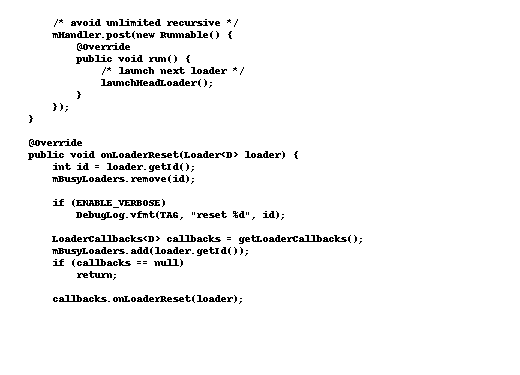 /* avoid unlimited recursive */
mHandler.post(new Runnable() {
@Override
public void run() {
/* launch next loader */
launchHeadLoader();
}
});
}
@Override
public void onLoaderReset(Loader<D> loader) {
int id = loader.getId();
mBusyLoaders.remove(id);
if (ENABLE_VERBOSE)
DebugLog.vfmt(TAG, "reset %d", id);
LoaderCallbacks<D> callbacks = getLoaderCallbacks();
mBusyLoaders.add(loader.getId());
if (callbacks == null)
return;
callbacks.onLoaderReset(loader);